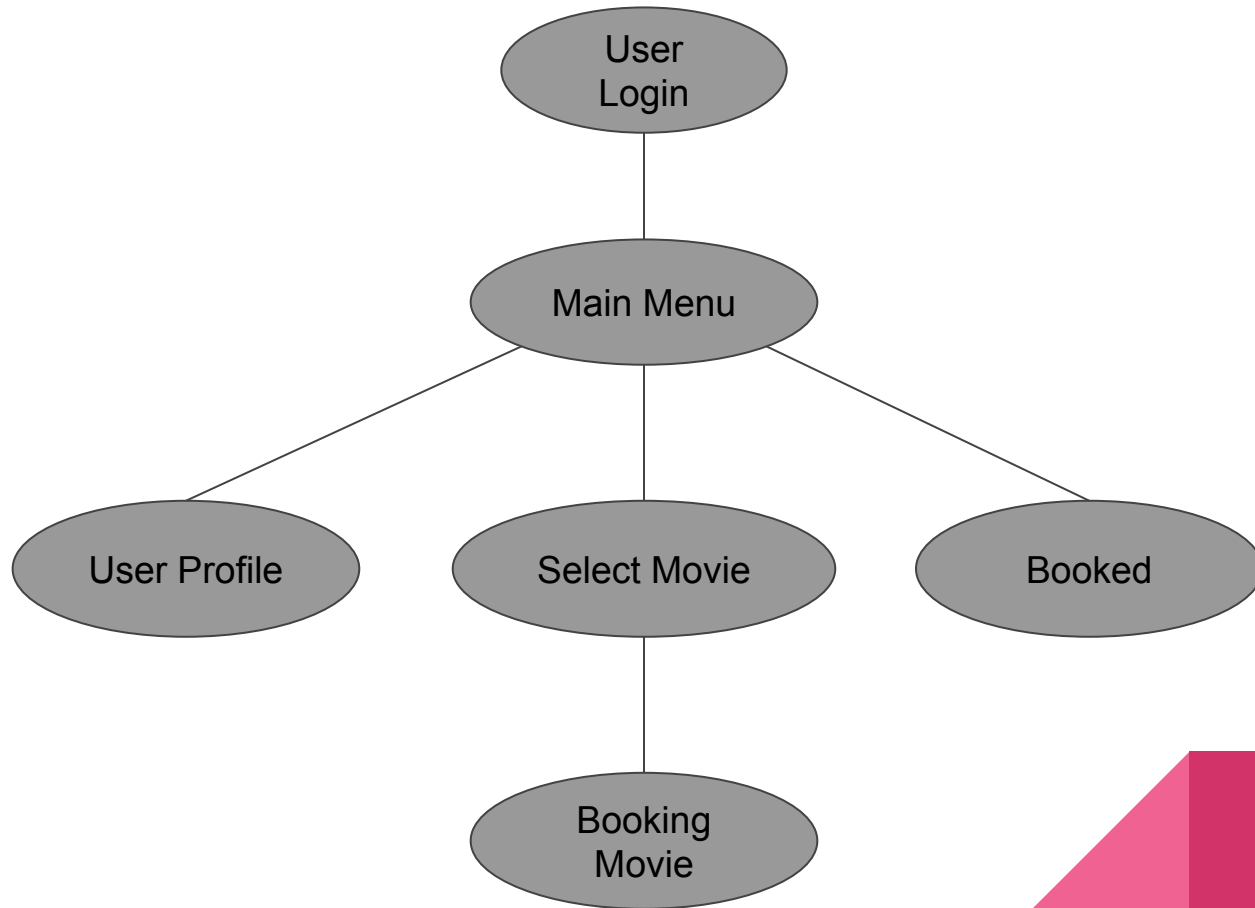 User
Login
Main Menu
User Profile
Select Movie
Booked
Booking
Movie